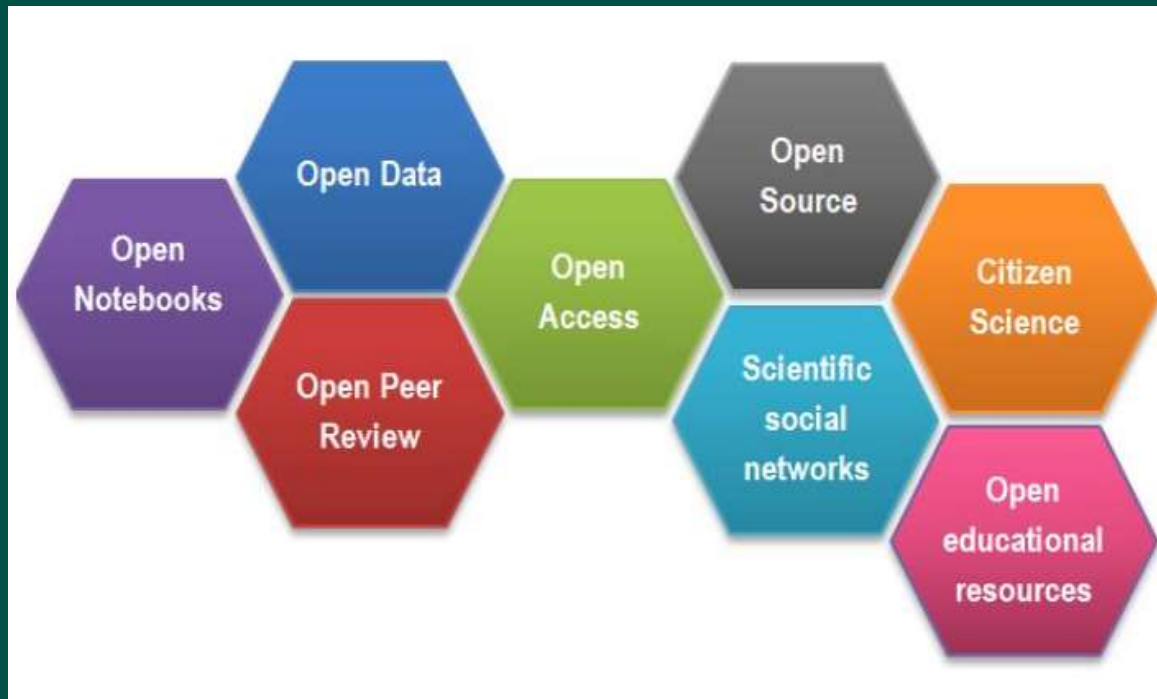 Open
Notebooks
Open Data
Open Peer
Review
Open
Access
Open
Source
Scientific
social
networks
Citizen
Science
Open
educational
resources